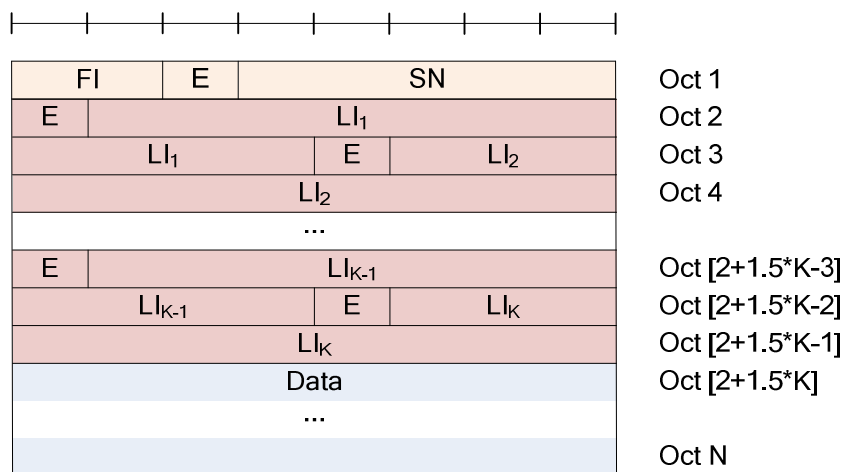 FI E SN Oct 1
E LI₁ Oct 2
LI₁ E LI₂ Oct 3
LI₂ Oct 4
...
E LIK-1 Oct [2+1.5*K-3]
LIK-1 E LIK Oct [2+1.5*K-2]
LIK Oct [2+1.5*K-1]
Data Oct [2+1.5*K]
...
Oct N